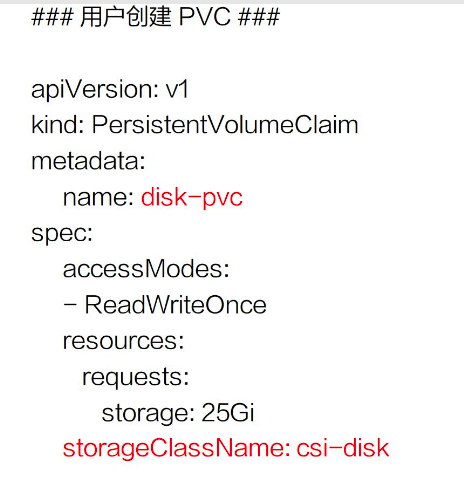 ### 用户创建 PVC ###
apiVersion: v1
kind: PersistentVolumeClaim
metadata:
name: disk-pvc
spec:
accessModes:
- ReadWriteOnce
resources:
requests:
storage: 25Gi
storageClassName: csi-disk